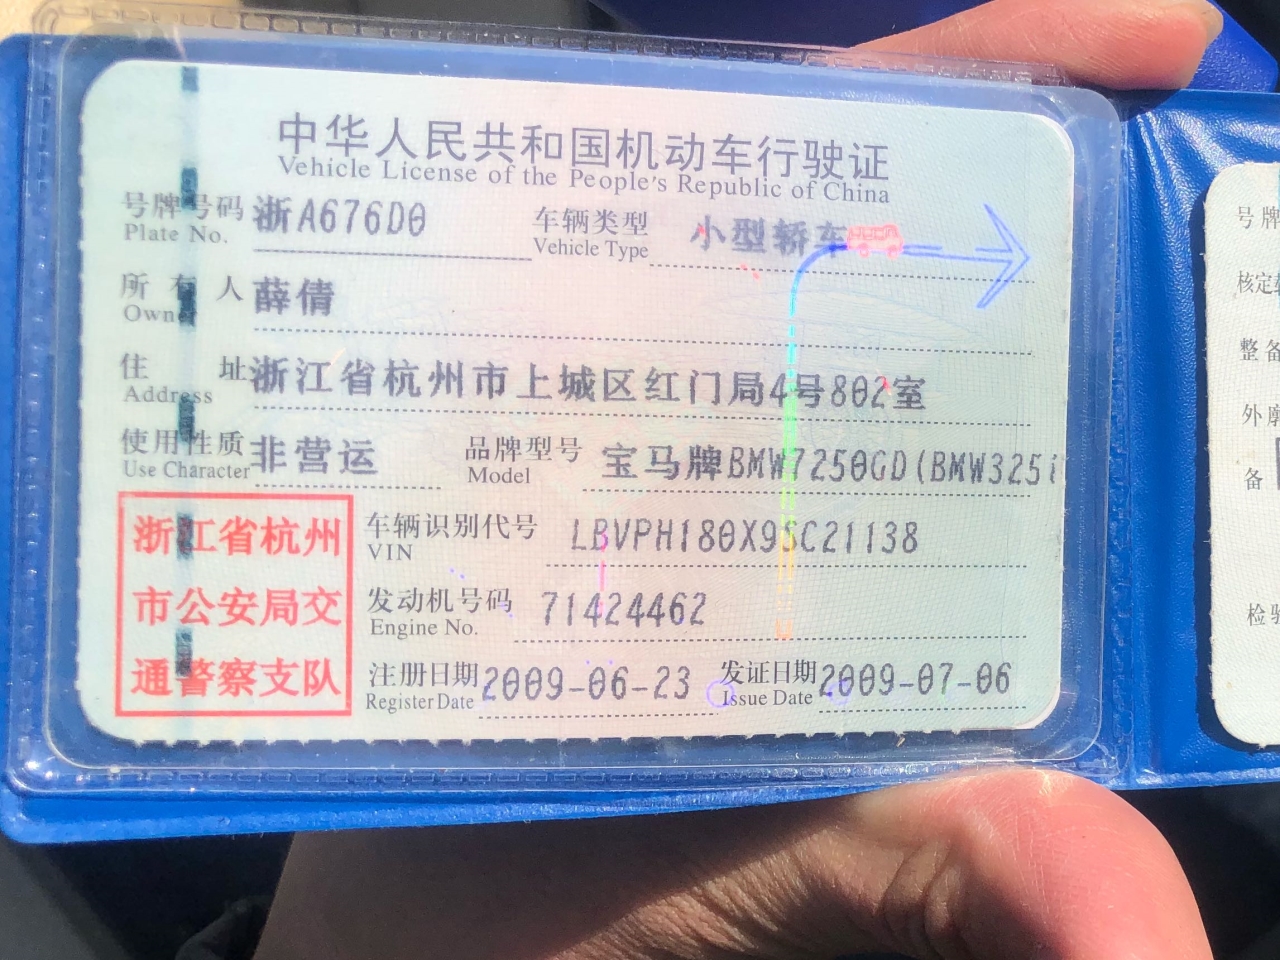 中华人民共和国机动车行驶证
Vehicle License of the People's Republic of China
号牌号码 浙A676D0 车辆类型 小型轿车
Plate No. Vehicle Type
所有人 薛倩
Owner
住址 浙江省杭州市上城区红门局4号802室
Address
使用性质 非营运 品牌型号 宝马牌BMW7250GD(BMW325i
Use Character Model
浙江省杭州
市公安局交
通警察支队
车辆识别代号 LBVPH180X9SC21138
VIN
发动机号码 71424462
Engine No.
注册日期 2009-06-23 发证日期 2009-07-06
Register Date Issue Date
号牌
核定
整备
外廓
备
检验